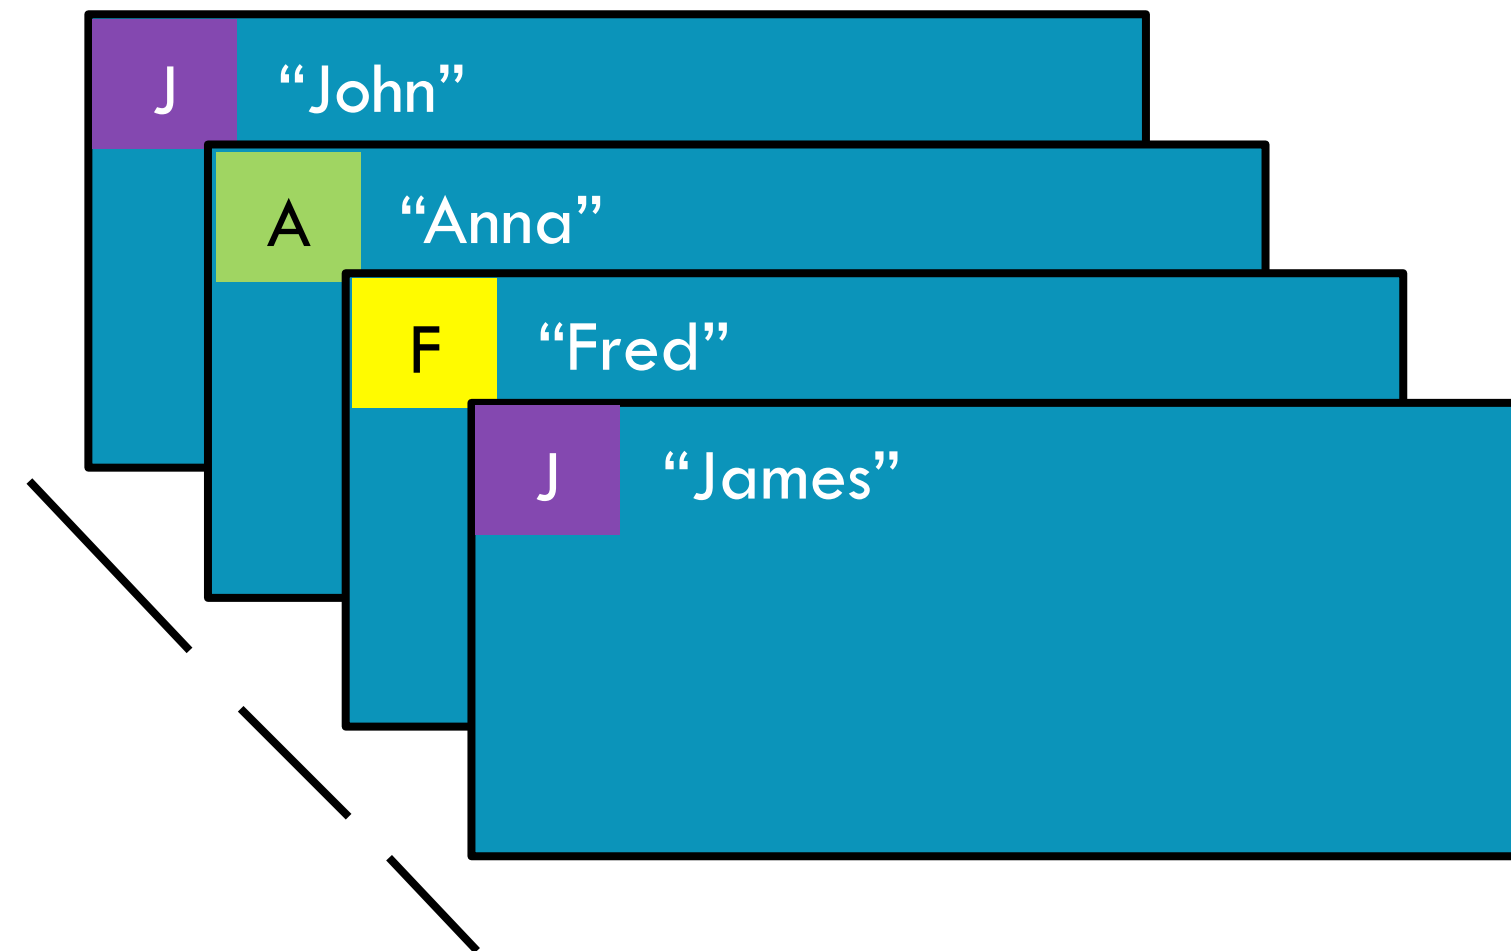 J “John”
A “Anna”
F “Fred”
J “James”